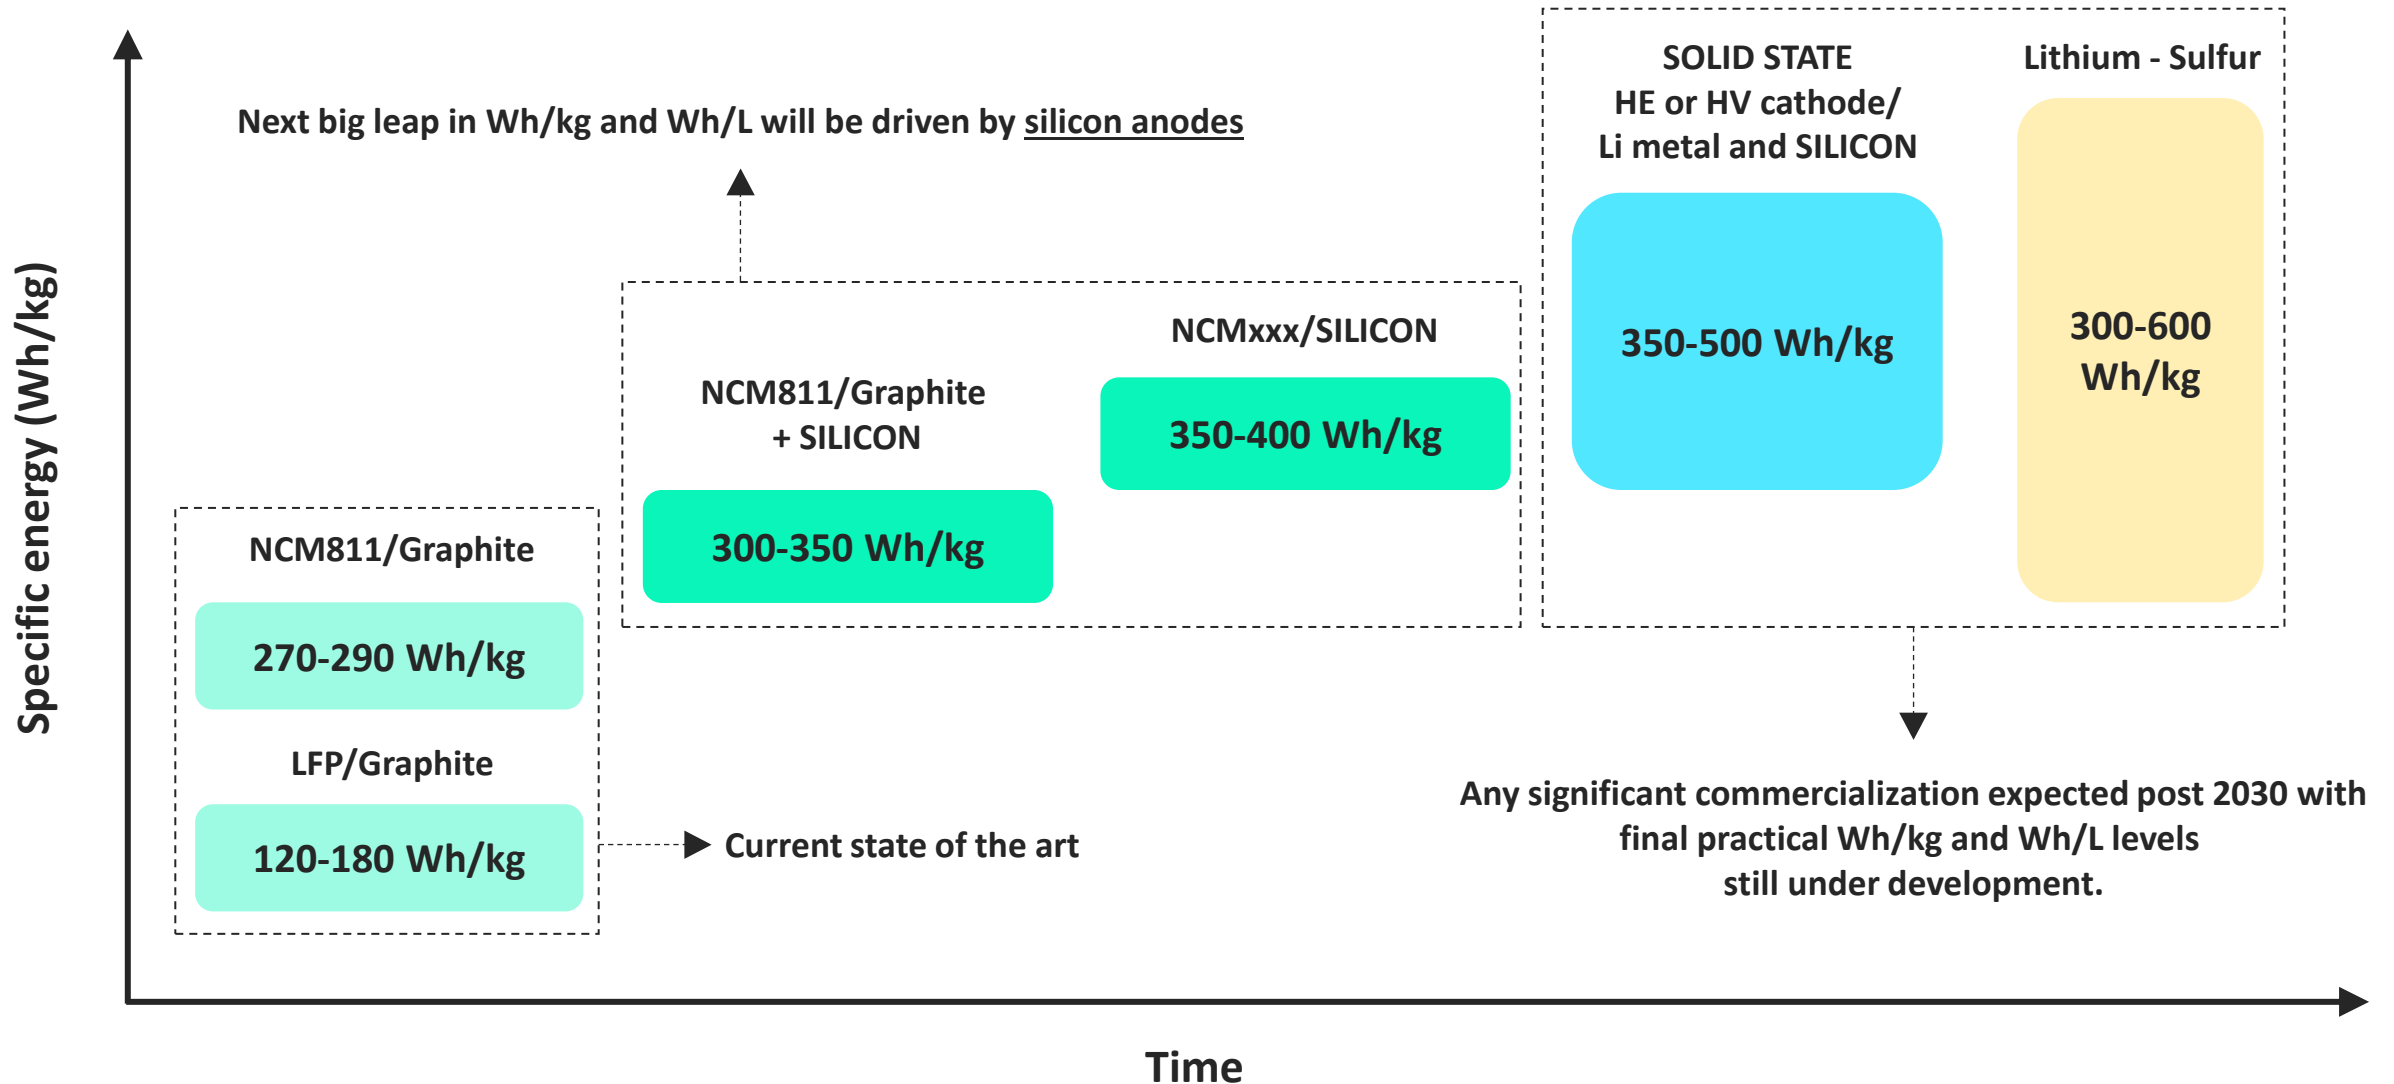 Specific energy (Wh/kg)
Next big leap in Wh/kg and Wh/L will be driven by silicon anodes
NCM811/Graphite
270-290 Wh/kg
LFP/Graphite
120-180 Wh/kg
Current state of the art
NCM811/Graphite
+ SILICON
300-350 Wh/kg
NCMxxx/SILICON
350-400 Wh/kg
SOLID STATE
HE or HV cathode/
Li metal and SILICON
350-500 Wh/kg
Lithium - Sulfur
300-600
Wh/kg
Any significant commercialization expected post 2030 with
final practical Wh/kg and Wh/L levels
still under development.
Time